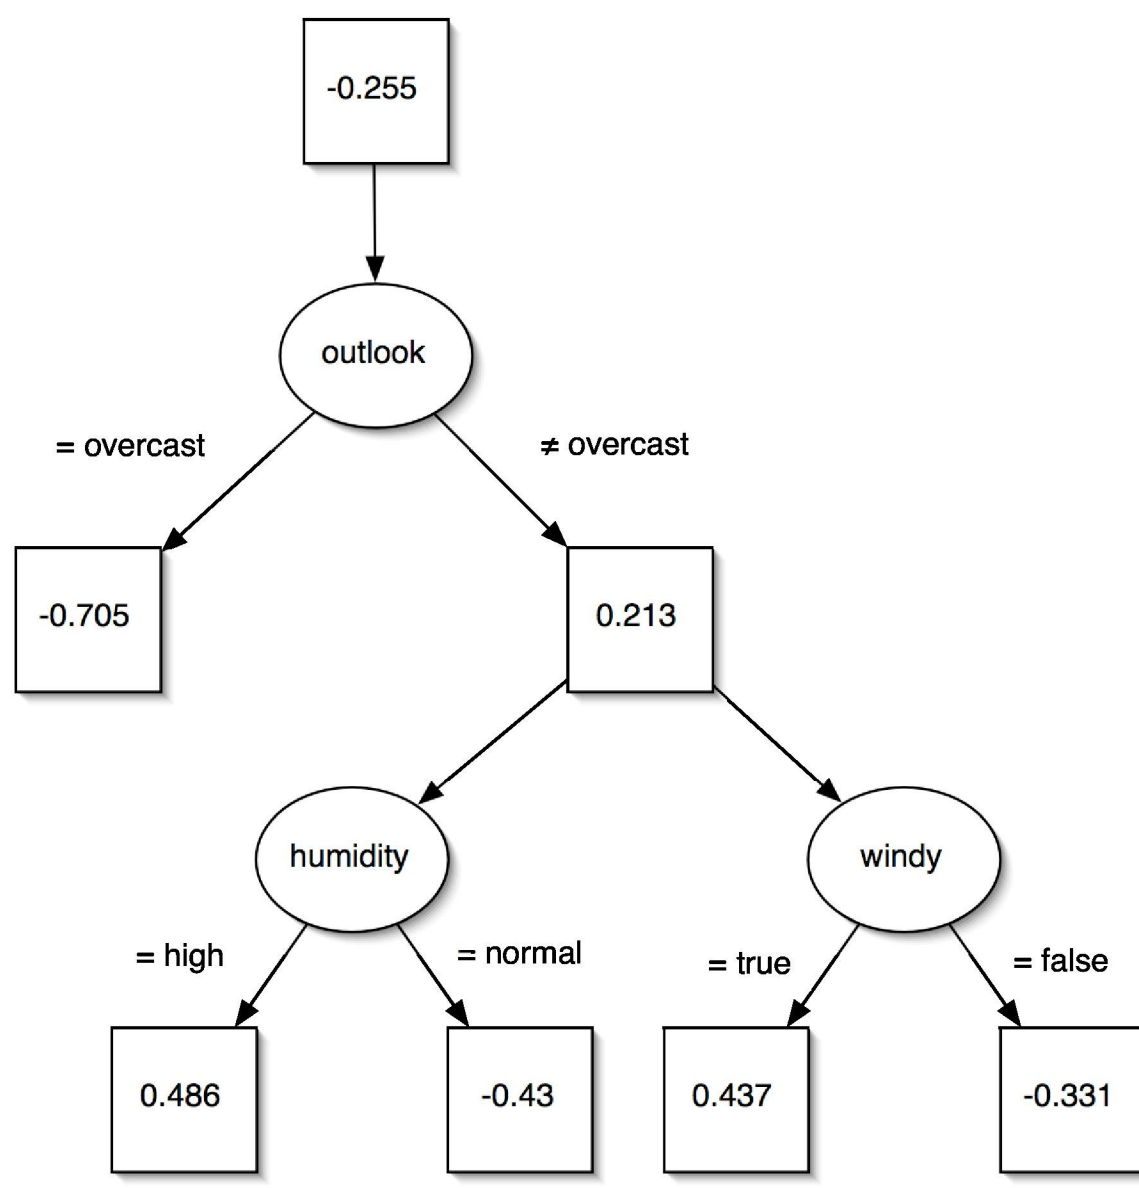 -0.255
outlook
= overcast
≠ overcast
-0.705
0.213
humidity
windy
= high
= normal
= true
= false
0.486
-0.43
0.437
-0.331